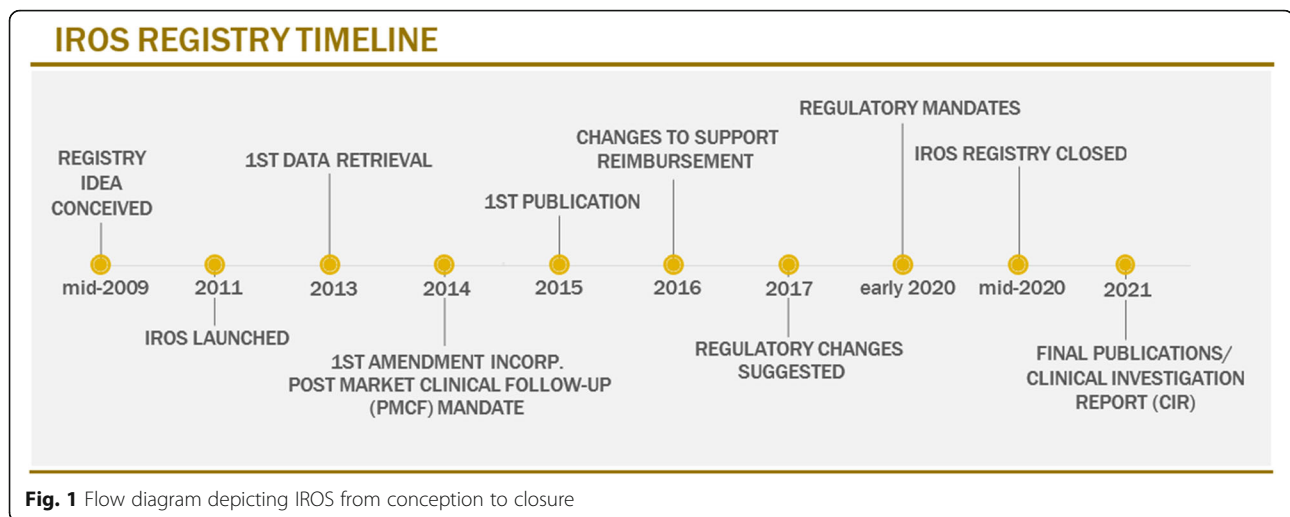 IROS REGISTRY TIMELINE
REGISTRY
IDEA
CONCEIVED
mid-2009
2011
IROS LAUNCHED
1ST DATA RETRIEVAL
2013
2014
1ST AMENDMENT INCORP.
POST MARKET CLINICAL FOLLOW-UP
(PMCF) MANDATE
1ST PUBLICATION
2015
CHANGES TO SUPPORT
REIMBURSEMENT
2016
2017
REGULATORY CHANGES
SUGGESTED
REGULATORY MANDATES
early 2020
IROS REGISTRY CLOSED
mid-2020
2021
FINAL PUBLICATIONS/
CLINICAL INVESTIGATION
REPORT (CIR)
Fig. 1 Flow diagram depicting IROS from conception to closure